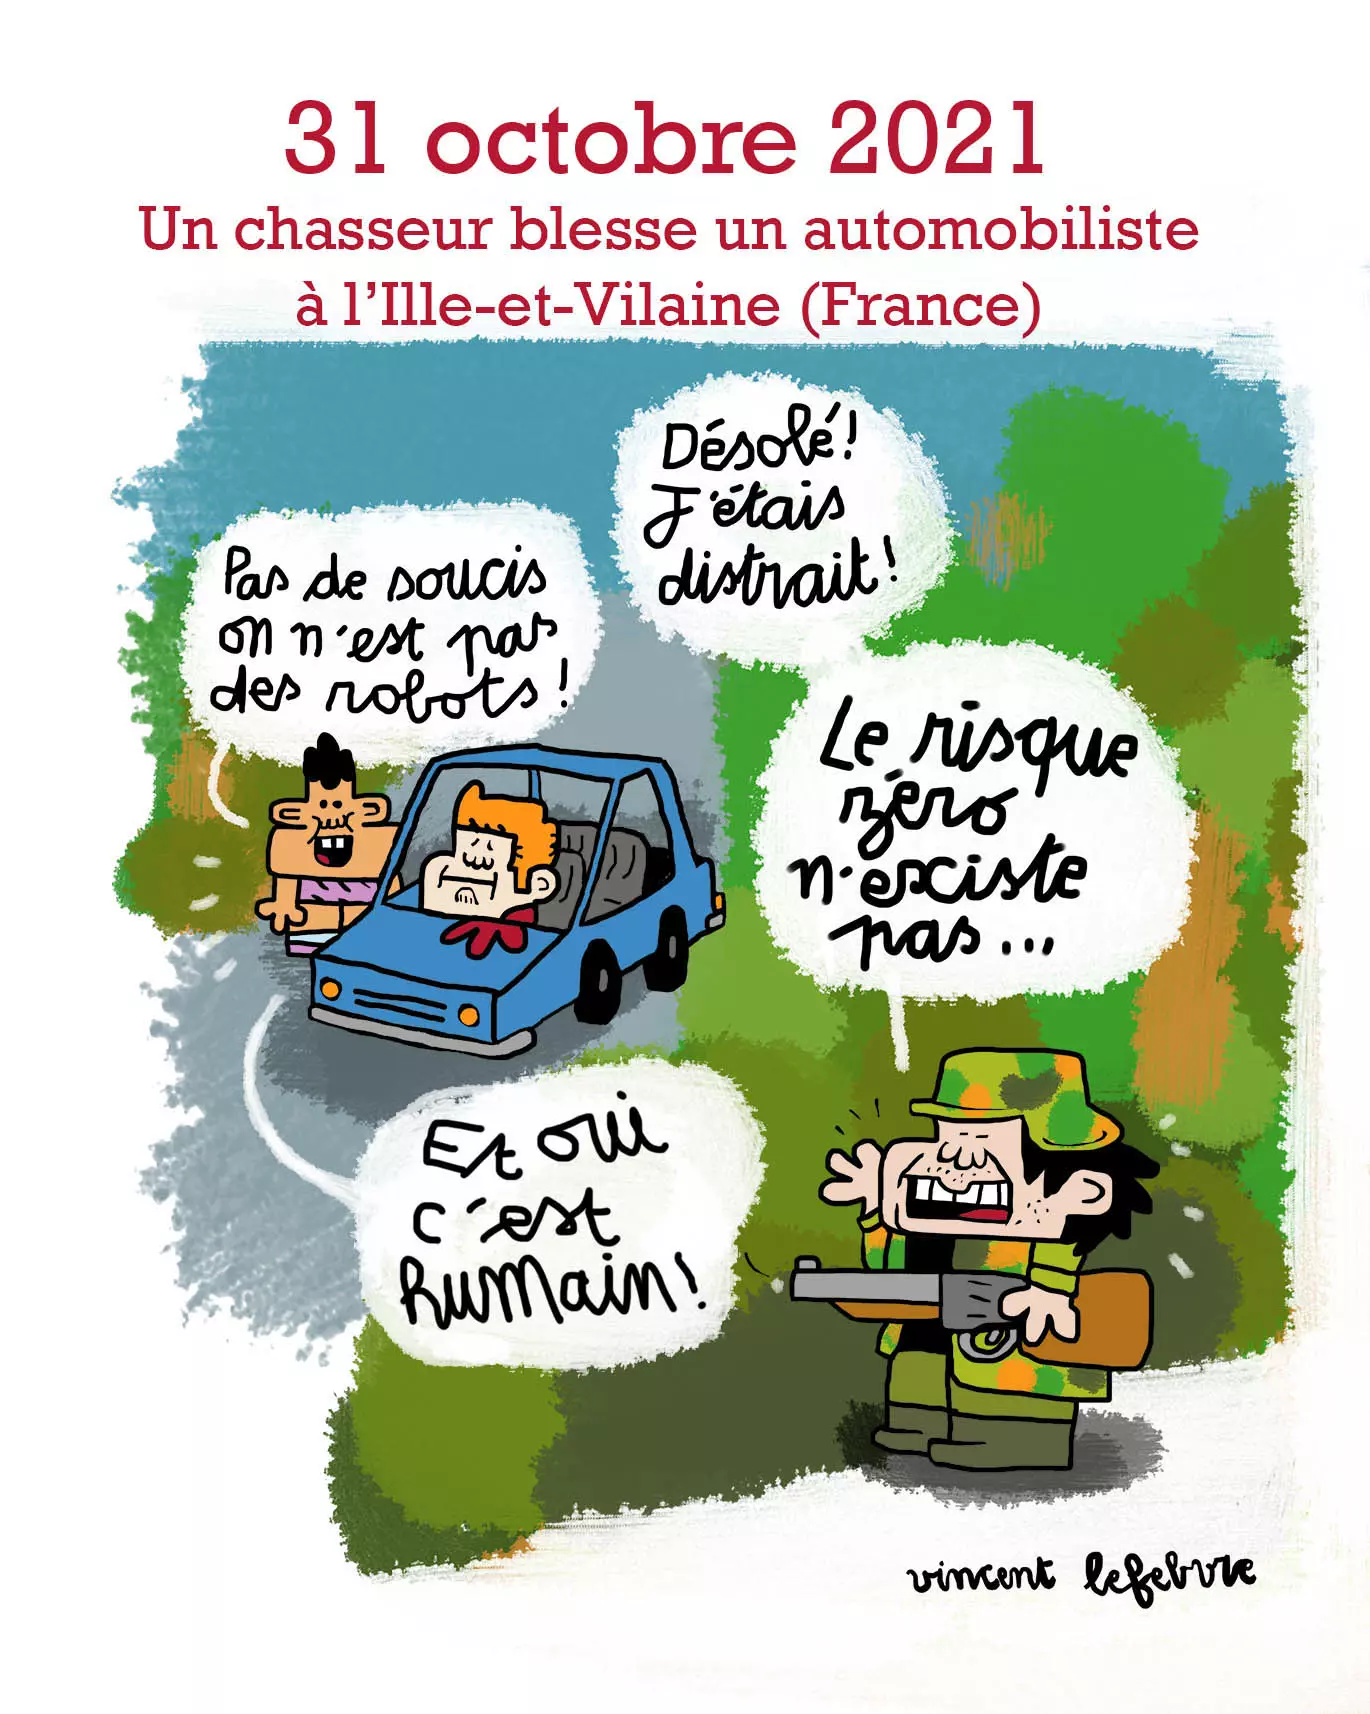 31 octobre 2021
Un chasseur blesse un automobiliste
à l'Ille-et-Vilaine (France)
Désolé!
J'étais
distrait!
Pas de soucis
on n'est pas
des robots!
Le risque
zéro
n'existe
pas...
Et oui
c'est
humain!
vincent lefebvre